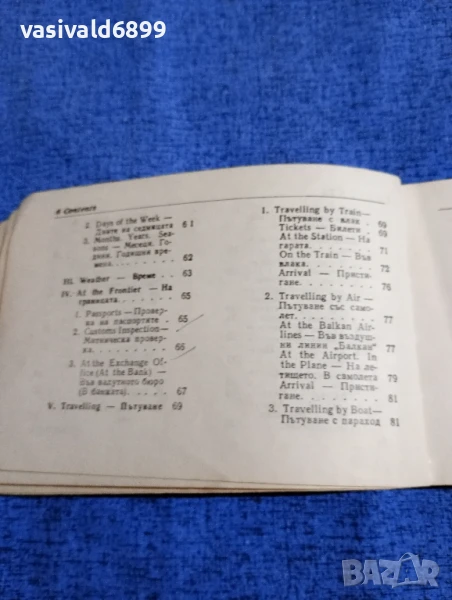 vasivald6899
8 Contents
2. Days of the Week —
Дните на седмицата 61
3. Months. Years. Sea-
sons — Месеци. Го-
дини. Годишни вре-
мена. 62
III. Weather — Време 63
IV. At the Frontier — На
границата. 65
1. Passports — Провер-
ка на паспортите 65
2. Customs Inspection —
Митническа провер-
ка 66
3. At the Exchange Of-
fice (At the Bank) —
Във валутното бюро
(В банката). 67
V. Travelling — Пътуване 69
1. Travelling by Train —
Пътуване с влак 69
Tickets — Билети 69
At the Station — На
гарата. 71
On the Train — Във
влака. 72
Arrival — Присти-
гане. 76
2. Travelling by Air —
Пътуване със само-
лет. 77
At the Balkan Air-
lines — Във въздуш-
ни линии „Балкан“ 77
At the Airport. In
the Plane — На ле-
тището. В самолета 79
Arrival — Присти-
гане. 81
3. Travelling by Boat —
Пътуване с параход 81
BAZAR